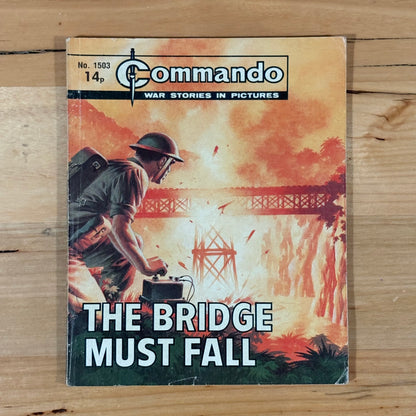 No. 1503
14p
Commando
WAR STORIES IN PICTURES
THE BRIDGE
MUST FALL